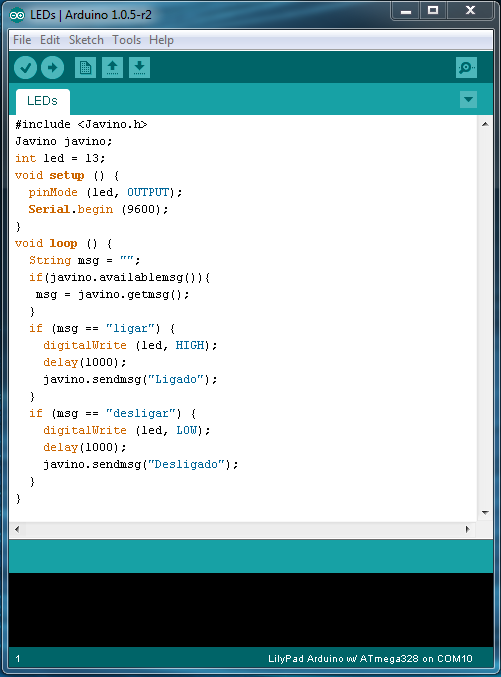 LEDs | Arduino 1.0.5-r2
File Edit Sketch Tools Help
LEDs
#include <Javino.h>
Javino javino;
int led = 13;
void setup () {
  pinMode (led, OUTPUT);
  Serial.begin (9600);
}
void loop () {
  String msg = "";
  if(javino.availablemsg()){
   msg = javino.getmsg();
  }
  if (msg == "ligar") {
    digitalWrite (led, HIGH);
    delay(1000);
    javino.sendmsg("Ligado");
  }
  if (msg == "desligar") {
    digitalWrite (led, LOW);
    delay(1000);
    javino.sendmsg("Desligado");
  }
}
1 LilyPad Arduino w/ ATmega328 on COM10